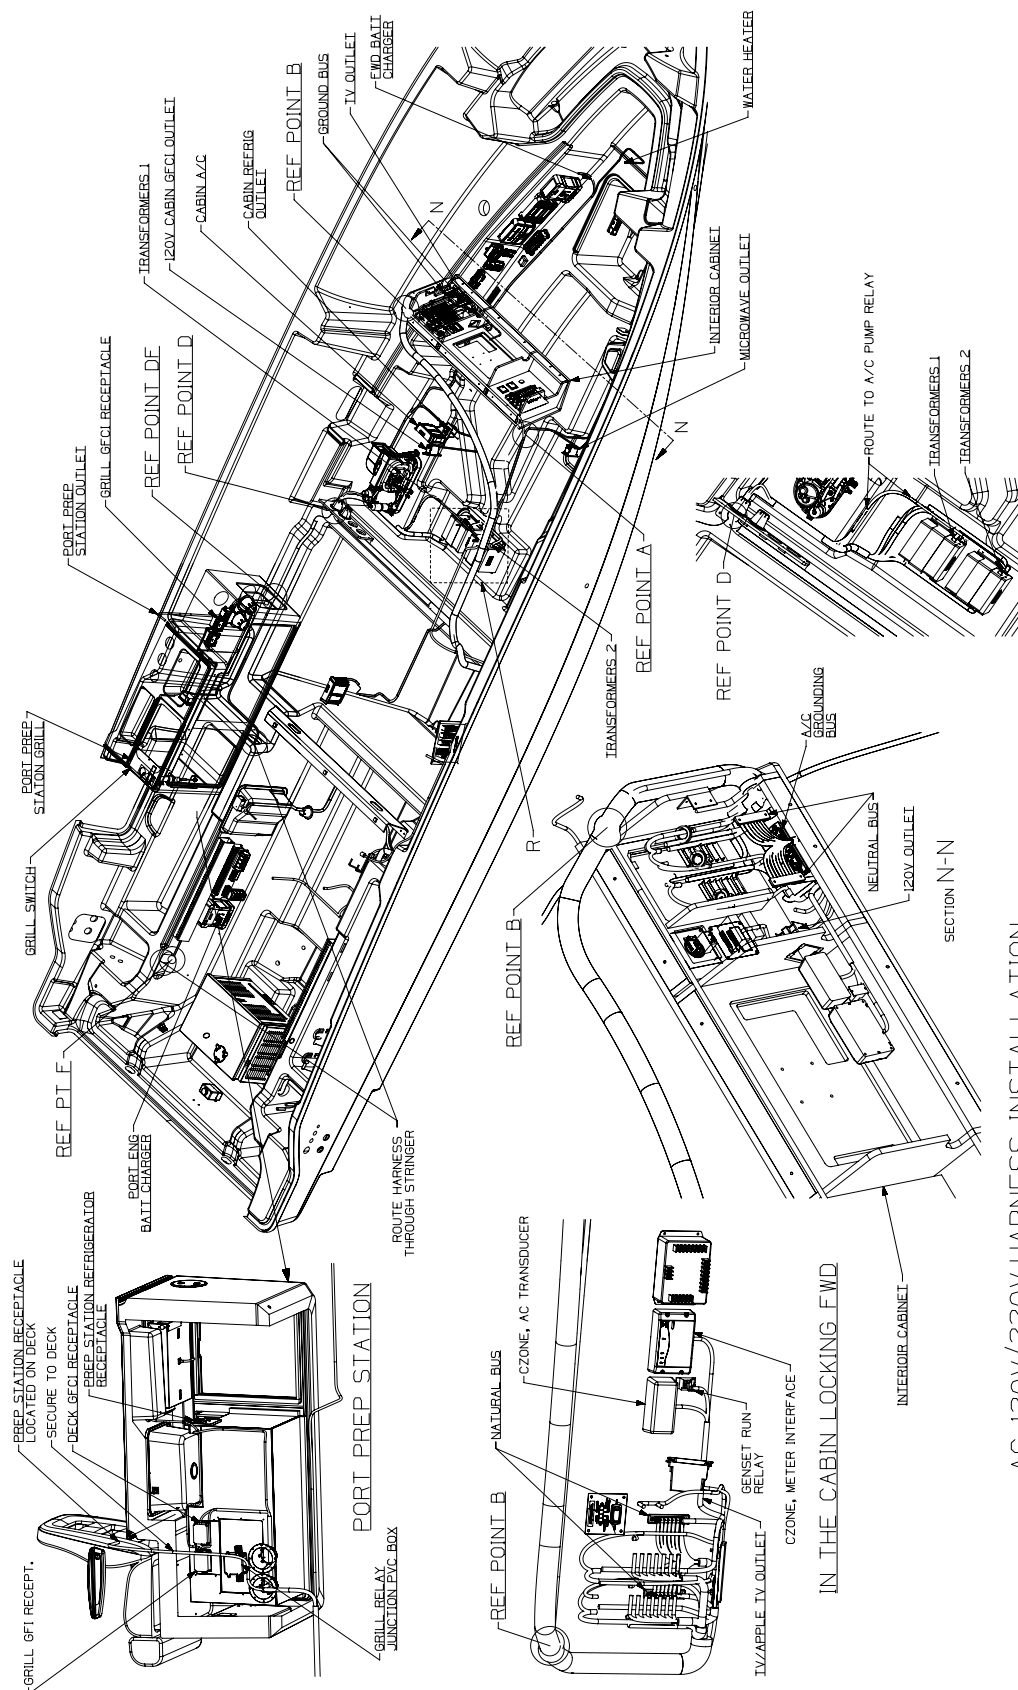 GRILL GFI RECEPT.
PREP STATION RECEPTACLE
LOCATED ON DECK
SECURE TO DECK
DECK GFCI RECEPTACLE
PREP STATION REFRIGERATOR
RECEPTACLE
GRILL RELAY
JUNCTION PVC BOX
PORT PREP STATION
REF PT F
PORT ENG
BATT CHARGER
ROUTE HARNESS
THROUGH STRINGER
GRILL SWITCH
PORT PREP
STATION GRILL
PORT PREP
STATION OUTLET
GRILL GFCI RECEPTACLE
REF POINT DF
REF POINT D
TRANSFORMERS 1
120V CABIN GFCI OUTLET
CABIN A/C
CABIN REFRIG
OUTLET
REF POINT B
GROUND BUS
TV OUTLET
FWD BATT
CHARGER
N
N
WATER HEATER
INTERIOR CABINET
MICROWAVE OUTLET
REF POINT A
TRANSFORMERS 2
R
REF POINT D
ROUTE TO A/C PUMP RELAY
TRANSFORMERS 1
TRANSFORMERS 2
REF POINT B
A/C
GROUNDING
BUS
NEUTRAL BUS
120V OUTLET
SECTION N-N
INTERIOIR CABINET
REF POINT B
NATURAL BUS
CZONE, AC TRANSDUCER
GENSET RUN
RELAY
CZONE, METER INTERFACE
TV/APPLE TV OUTLET
IN THE CABIN LOCKING FWD
HARNESS INSTALLATION